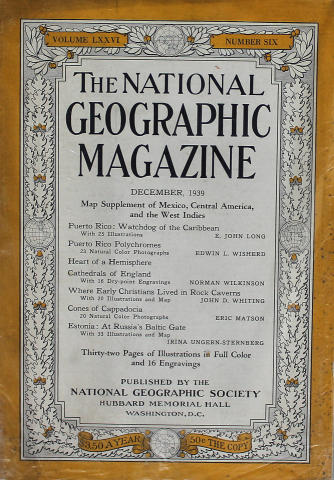 VOLUME LXXVI NUMBER SIX
THE NATIONAL
GEOGRAPHIC
MAGAZINE
DECEMBER, 1939
Map Supplement of Mexico, Central America,
and the West Indies
Puerto Rico: Watchdog of the Caribbean
With 25 Illustrations E. JOHN LONG
Puerto Rico Polychromes
23 Natural Color Photographs EDWIN L. WISHERD
Heart of a Hemisphere
Cathedrals of England
With 16 Dry-point Engravings NORMAN WILKINSON
Where Early Christians Lived in Rock Caverns
With 20 Illustrations and Map JOHN D. WHITING
Cones of Cappadocia
20 Natural Color Photographs ERIC MATSON
Estonia: At Russia's Baltic Gate
With 33 Illustrations and Map
IRINA UNGERN-STERNBERG
Thirty-two Pages of Illustrations in Full Color
and 16 Engravings
PUBLISHED BY THE
NATIONAL GEOGRAPHIC SOCIETY
HUBBARD MEMORIAL HALL
WASHINGTON, D.C.
$3.50 A YEAR 50¢ THE COPY